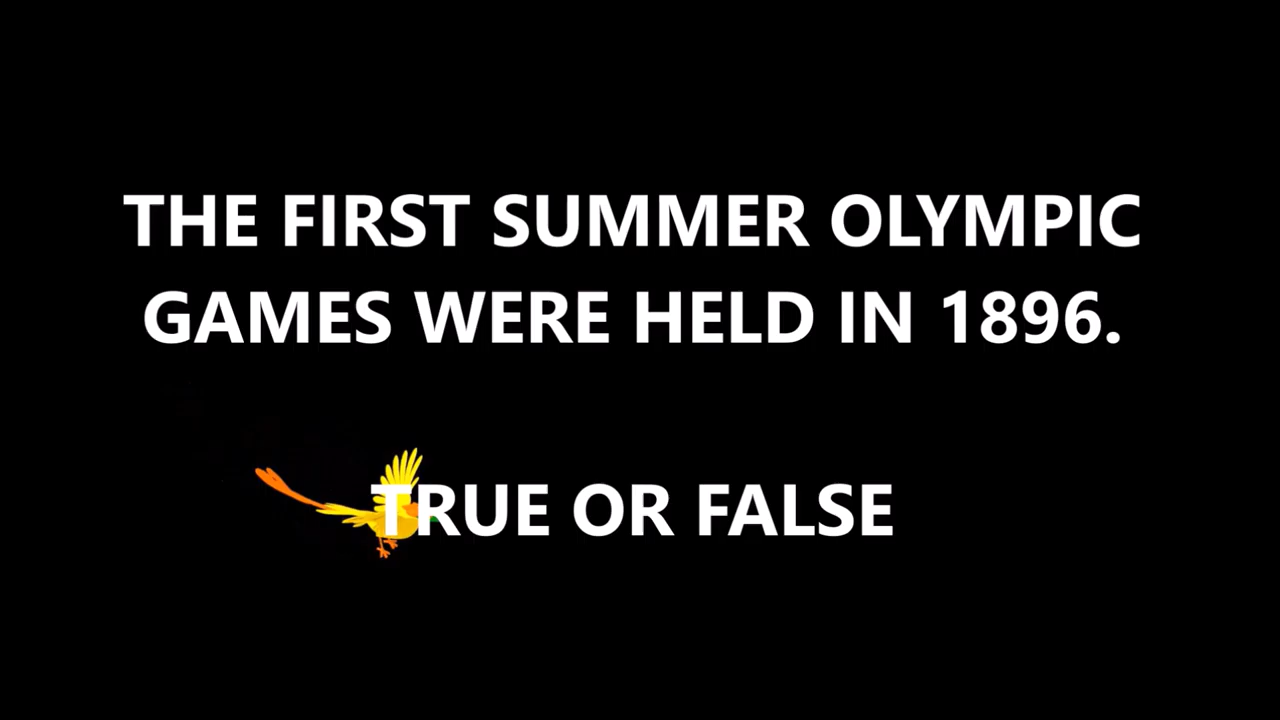 THE FIRST SUMMER OLYMPIC
GAMES WERE HELD IN 1896.
TRUE OR FALSE